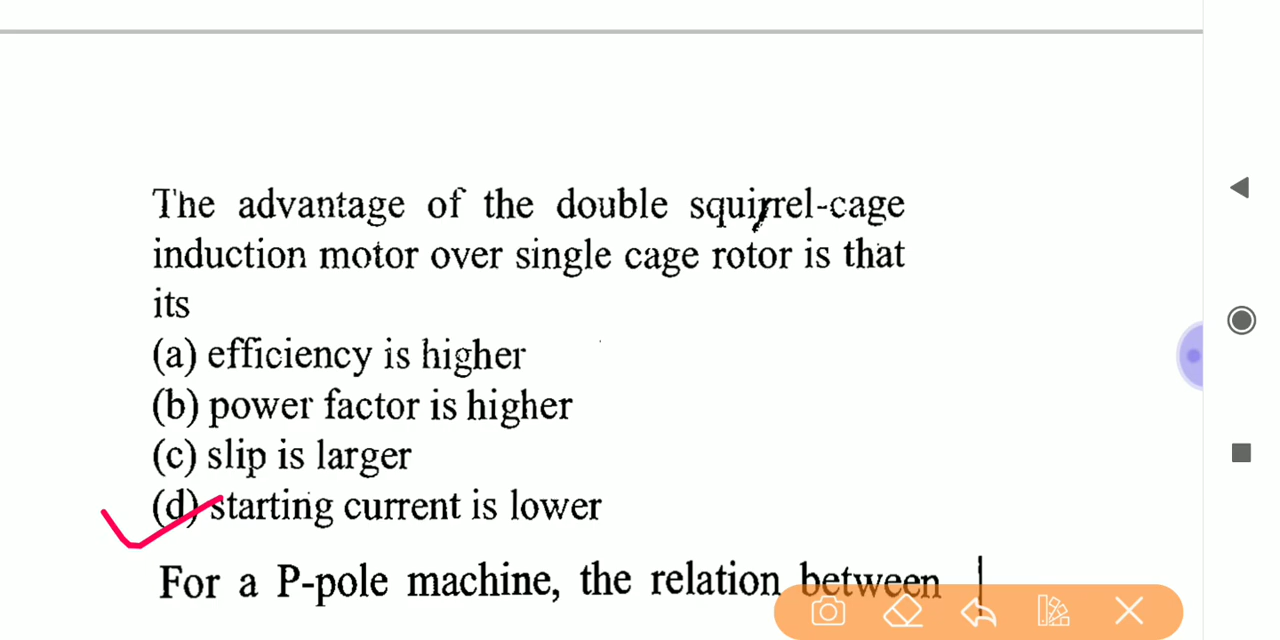 The advantage of the double squirrel-cage
induction motor over single cage rotor is that
its
(a) efficiency is higher
(b) power factor is higher
(c) slip is larger
(d) starting current is lower
For a P-pole machine, the relation between